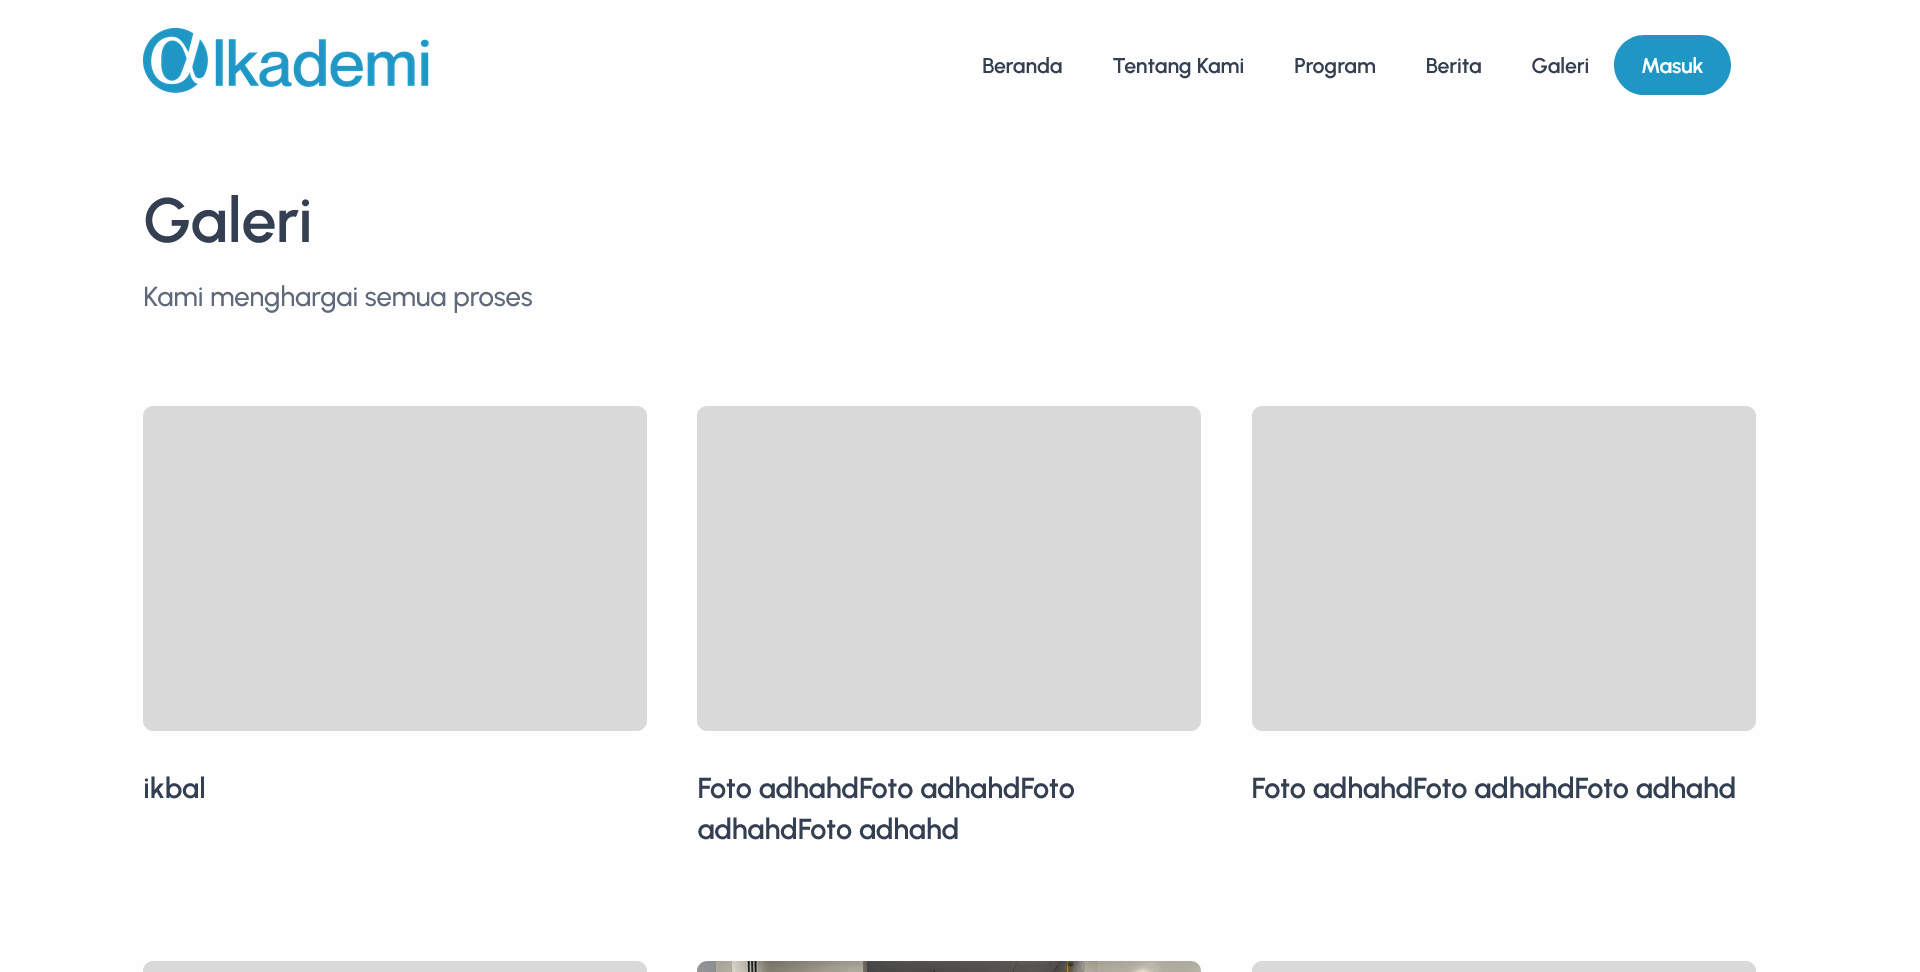 αlkademi
Beranda
Tentang Kami
Program
Berita
Galeri
Masuk
Galeri
Kami menghargai semua proses
ikbal
Foto adhahdFoto adhahdFoto
adhahdFoto adhahd
Foto adhahdFoto adhahdFoto adhahd